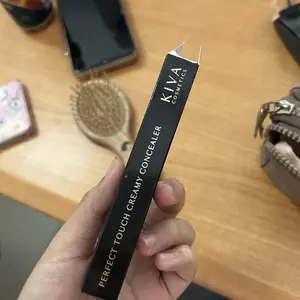 KIVA
COSMETICS
PERFECT TOUCH CREAMY CONCEALER